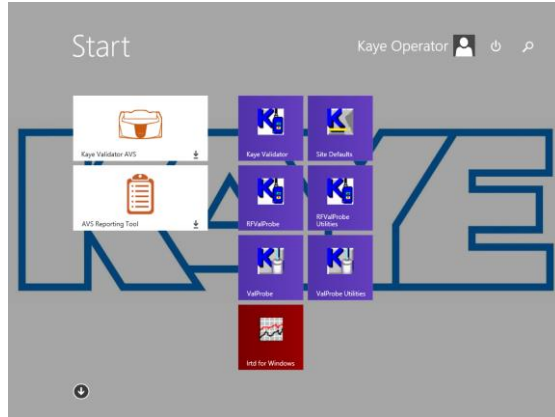 Start
Kaye Operator
KAYE
Kaye Validator AVS
Kaye Validator
Site Defaults
AVS Reporting Tool
RFValProbe
RFValProbe
Utilities
ValProbe
ValProbe Utilities
Irtd for Windows